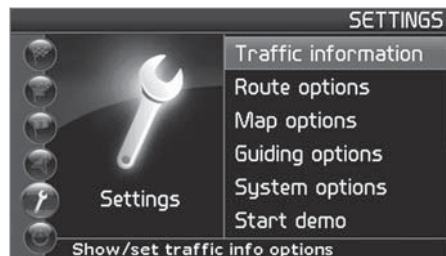 SETTINGS
Traffic information
Route options
Map options
Guiding options
System options
Start demo
Settings
Show/set traffic info options